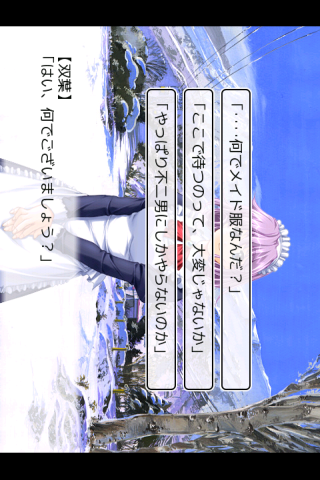 「‥‥何でメイド服なんだ？」
「ここで待つのって、大変じゃないか」
「やっぱり不二男にしかやらないのか」
【双葉】
「はい、何でございましょう？」